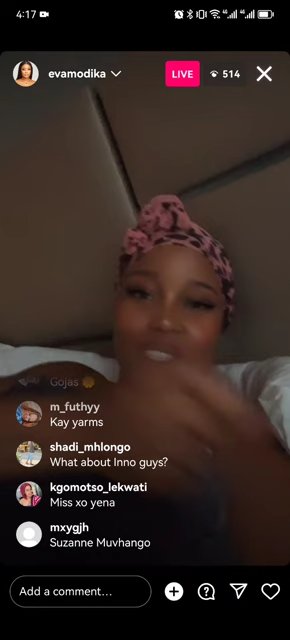 4:17
evamodika
LIVE
514
Gojas
m_futhyy
Kay yarms
shadi_mhlongo
What about Inno guys?
kgomotso_lekwati
Miss xo yena
mxygjh
Suzanne Muvhango
Add a comment...